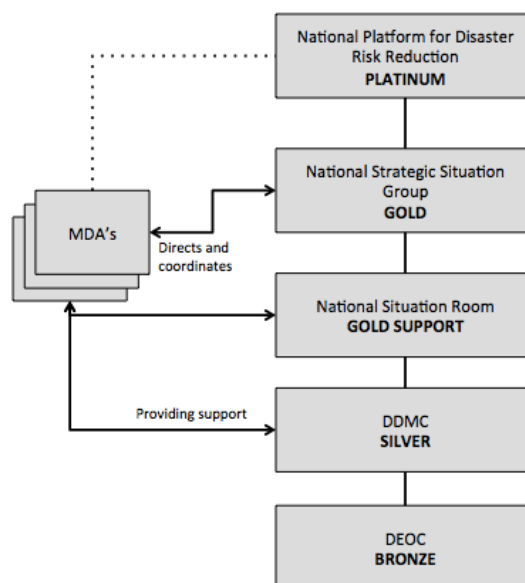 National Platform for Disaster
Risk Reduction
PLATINUM
National Strategic Situation
Group
GOLD
MDA's
Directs and
coordinates
National Situation Room
GOLD SUPPORT
Providing support
DDMC
SILVER
DEOC
BRONZE